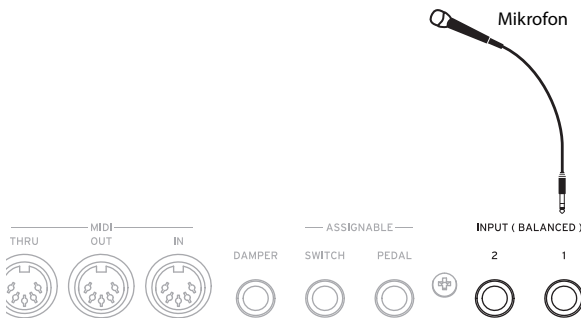 Mikrofon
MIDI
ASSIGNABLE
INPUT ( BALANCED )
THRU
OUT
IN
DAMPER
SWITCH
PEDAL
2
1